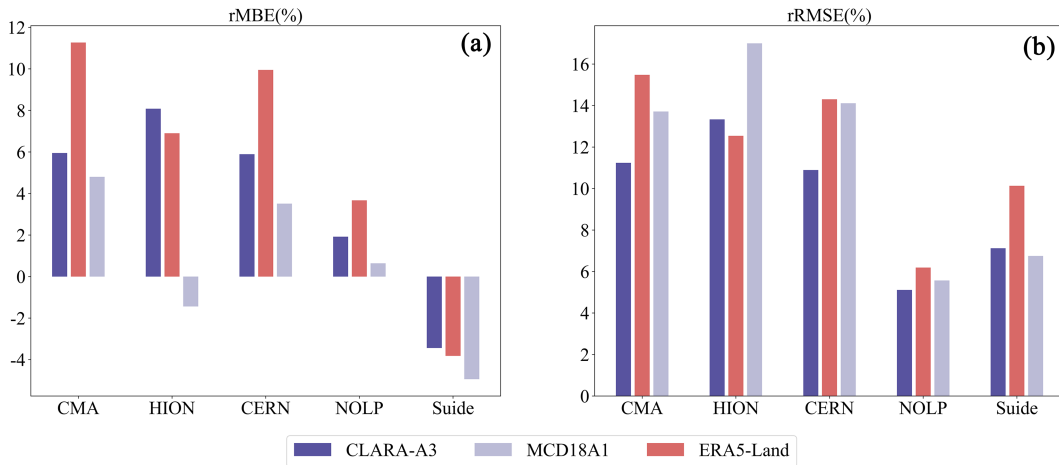 rMBE(%)
(a)
12
10
8
6
4
2
0
-2
-4
CMA HION CERN NOLP Suide
rRMSE(%)
(b)
16
14
12
10
8
6
4
2
0
CMA HION CERN NOLP Suide
CLARA-A3 MCD18A1 ERA5-Land